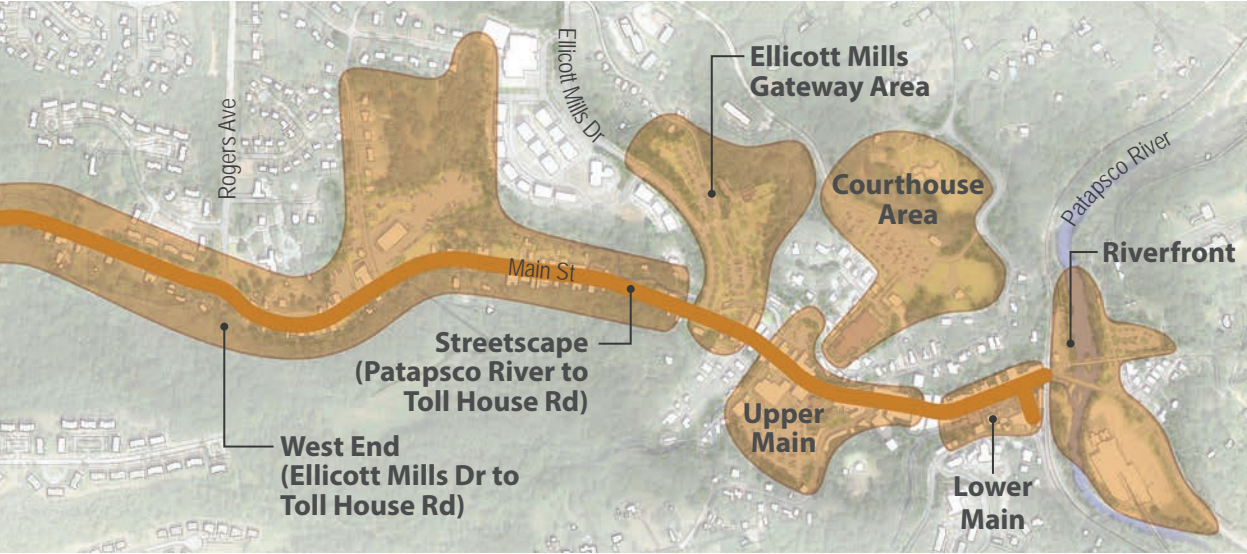 Rogers Ave
Ellicott Mills Dr
Ellicott Mills
Gateway Area
Courthouse
Area
Patapsco River
Riverfront
Main St
Streetscape
(Patapsco River to
Toll House Rd)
Upper
Main
West End
(Ellicott Mills Dr to
Toll House Rd)
Lower
Main